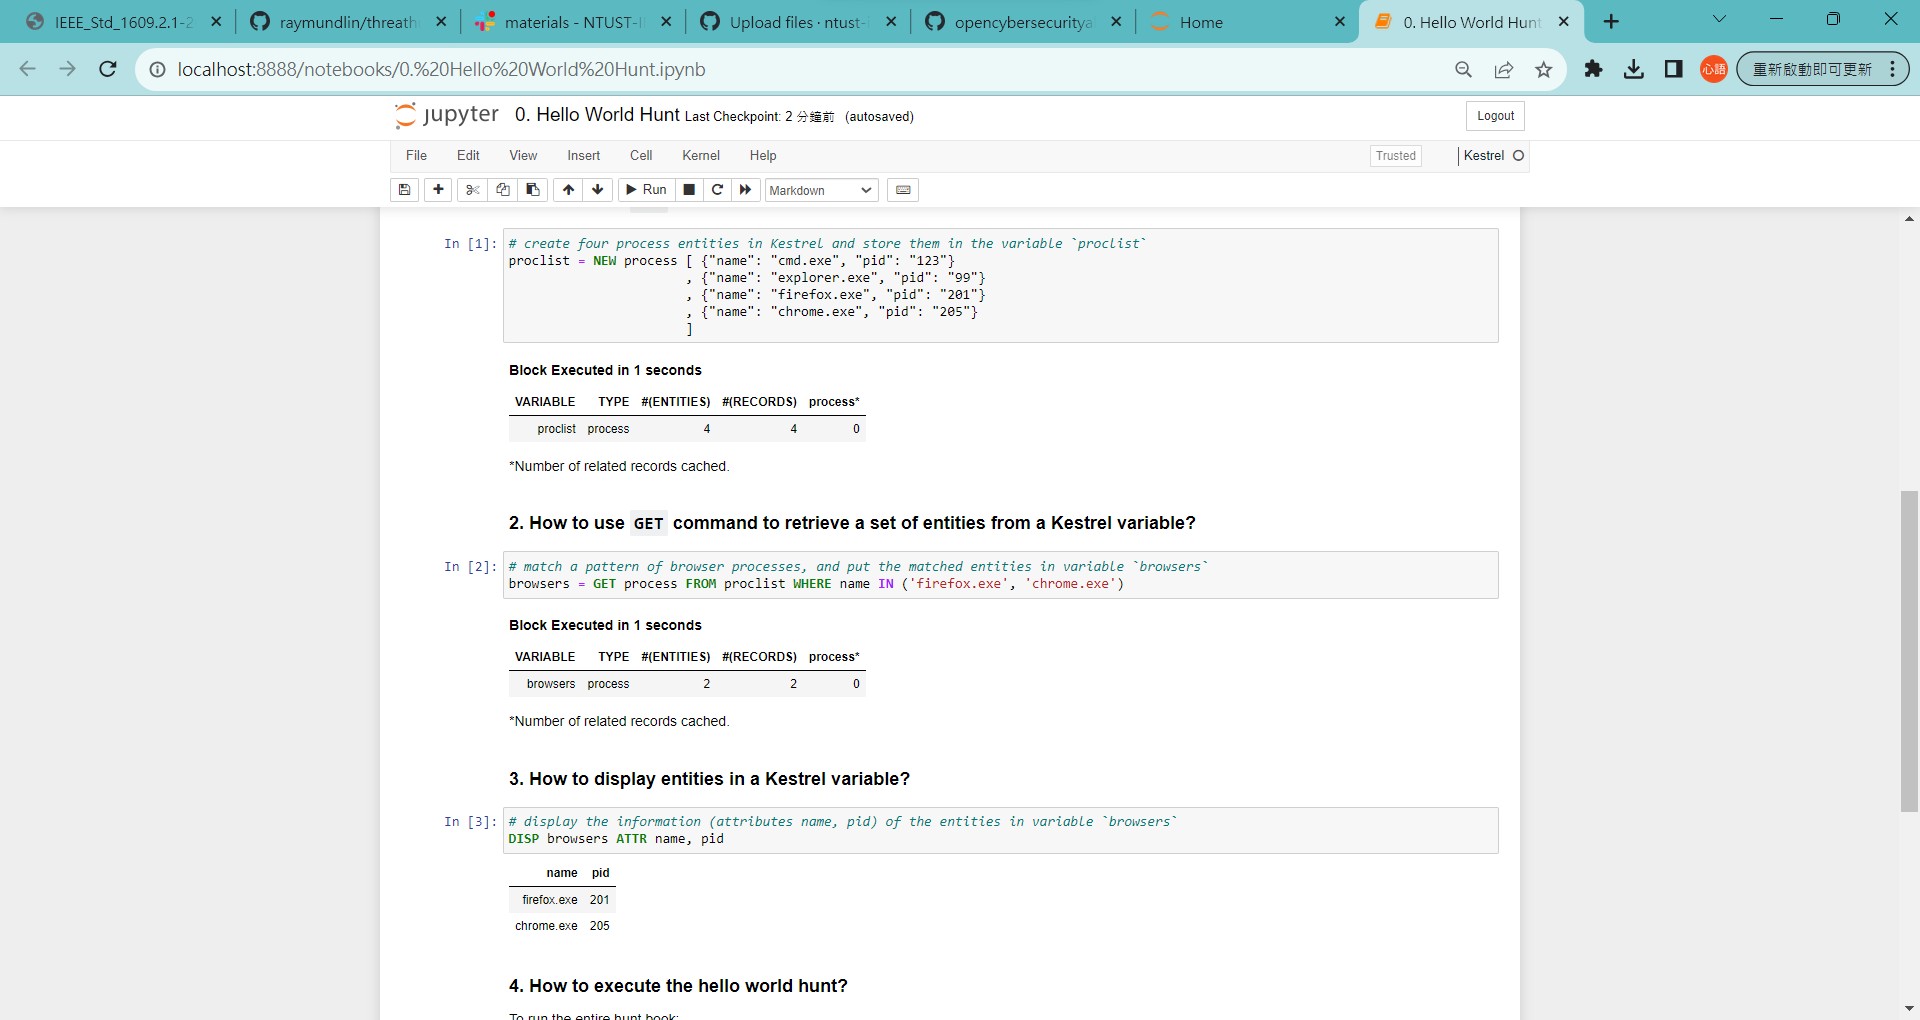 IEEE_Std_1609.2.1-2
raymundlin/threath
materials - NTUST-I
Upload files · ntust-i
opencybersecuritya
Home
0. Hello World Hunt
localhost:8888/notebooks/0.%20Hello%20World%20Hunt.ipynb
心語
重新啟動即可更新
jupyter 0. Hello World Hunt Last Checkpoint: 2 分鐘前 (autosaved)
Logout
File Edit View Insert Cell Kernel Help
Trusted
Kestrel
Run
Markdown
In [1]: # create four process entities in Kestrel and store them in the variable `proclist`
proclist = NEW process [ {"name": "cmd.exe", "pid": "123"}
, {"name": "explorer.exe", "pid": "99"}
, {"name": "firefox.exe", "pid": "201"}
, {"name": "chrome.exe", "pid": "205"}
]
Block Executed in 1 seconds
VARIABLE TYPE #(ENTITIES) #(RECORDS) process*
proclist process 4 4 0
*Number of related records cached.
2. How to use GET command to retrieve a set of entities from a Kestrel variable?
In [2]: # match a pattern of browser processes, and put the matched entities in variable `browsers`
browsers = GET process FROM proclist WHERE name IN ('firefox.exe', 'chrome.exe')
Block Executed in 1 seconds
VARIABLE TYPE #(ENTITIES) #(RECORDS) process*
browsers process 2 2 0
*Number of related records cached.
3. How to display entities in a Kestrel variable?
In [3]: # display the information (attributes name, pid) of the entities in variable `browsers`
DISP browsers ATTR name, pid
name pid
firefox.exe 201
chrome.exe 205
4. How to execute the hello world hunt?
To run the entire hunt book: